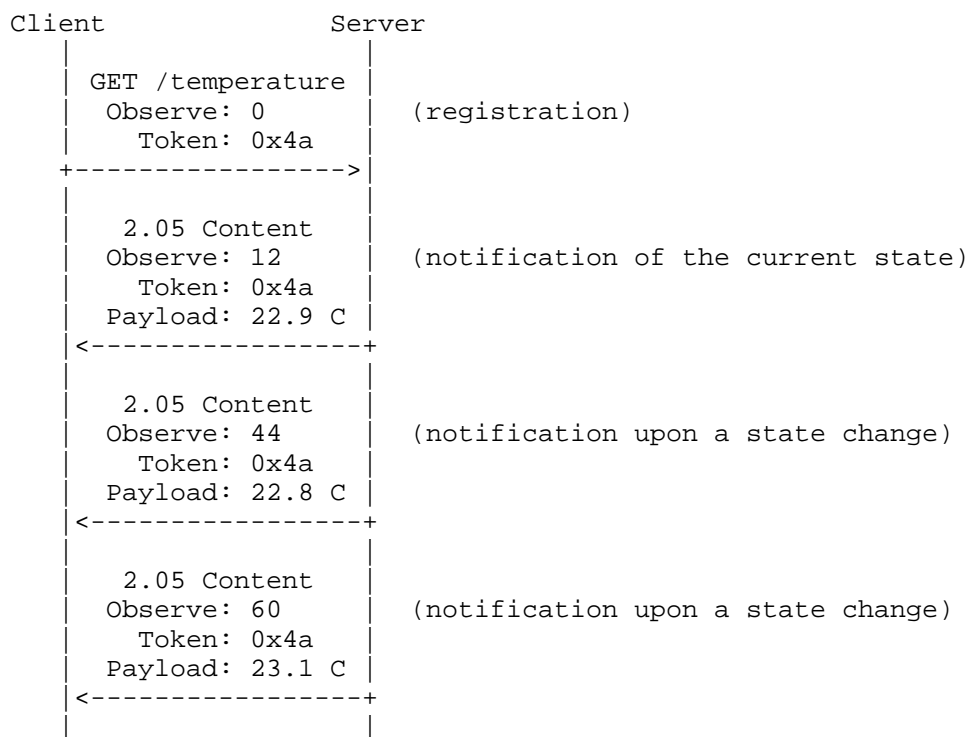 Client Server
GET /temperature
Observe: 0 (registration)
Token: 0x4a
+----------------->|
2.05 Content
Observe: 12 (notification of the current state)
Token: 0x4a
Payload: 22.9 C
|<-----------------+
2.05 Content
Observe: 44 (notification upon a state change)
Token: 0x4a
Payload: 22.8 C
|<-----------------+
2.05 Content
Observe: 60 (notification upon a state change)
Token: 0x4a
Payload: 23.1 C
|<-----------------+